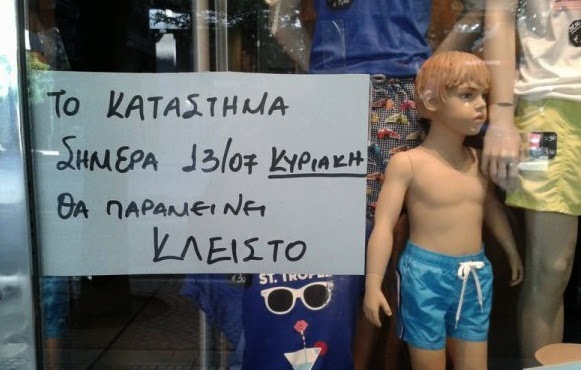 ΤΟ ΚΑΤΑΣΤΗΜΑ
ΣΗΜΕΡΑ 13/07 ΚΥΡΙΑΚΗ
ΘΑ ΠΑΡΑΜΕΙΝΕΙ
ΚΛΕΙΣΤΟ
ST. TROPEZ